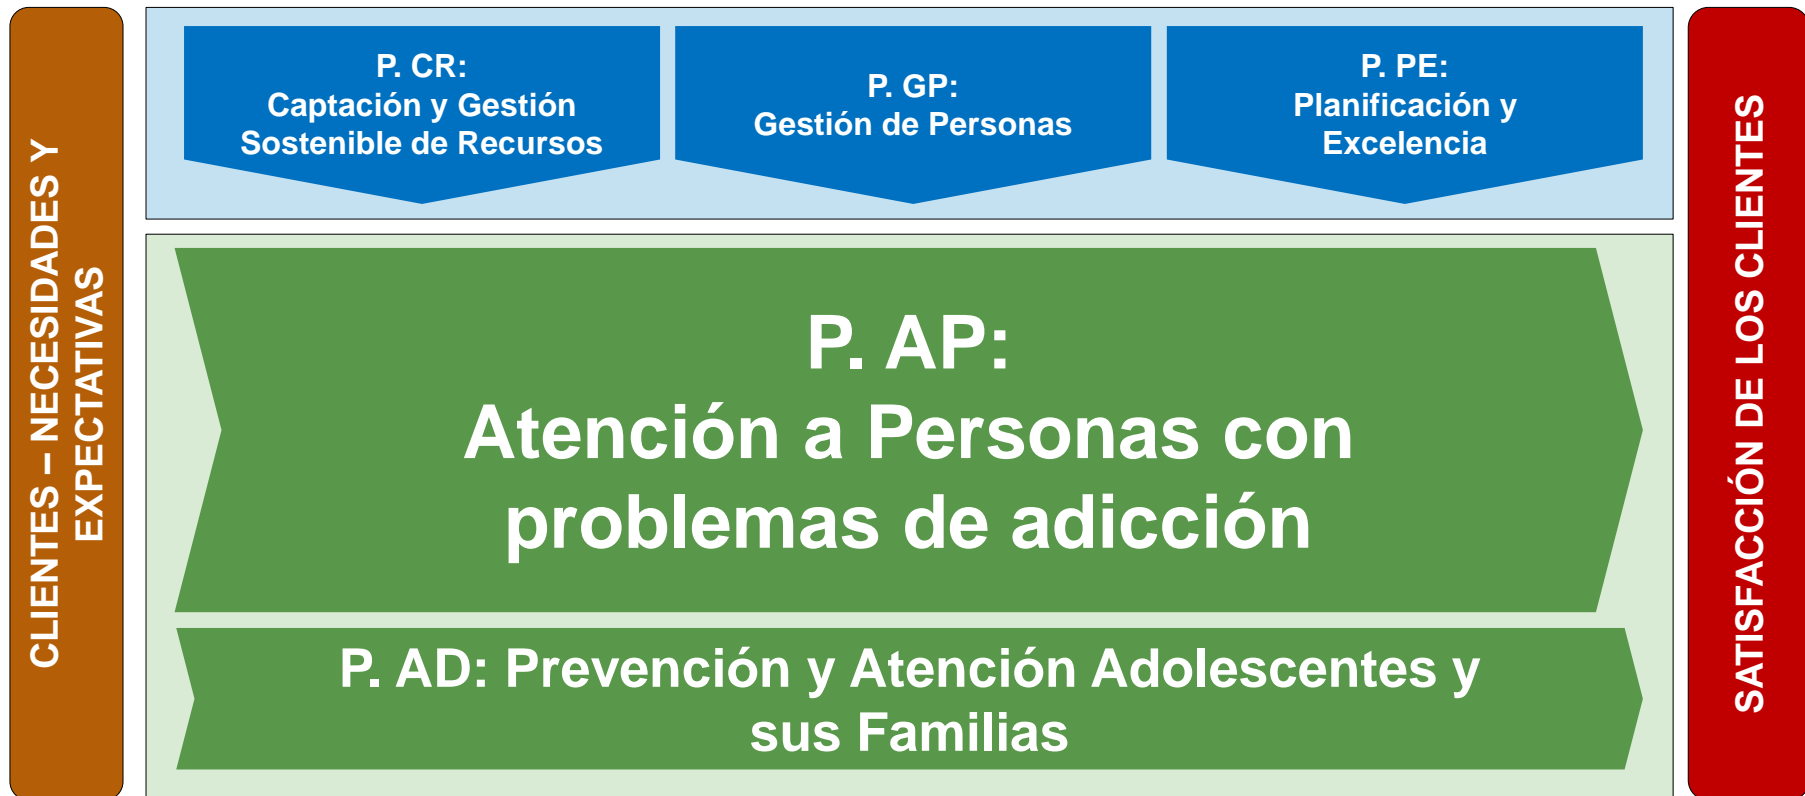 CLIENTES – NECESIDADES Y
EXPECTATIVAS
P. CR:
Captación y Gestión
Sostenible de Recursos
P. GP:
Gestión de Personas
P. PE:
Planificación y
Excelencia
P. AP:
Atención a Personas con
problemas de adicción
P. AD: Prevención y Atención Adolescentes y
sus Familias
SATISFACCIÓN DE LOS CLIENTES